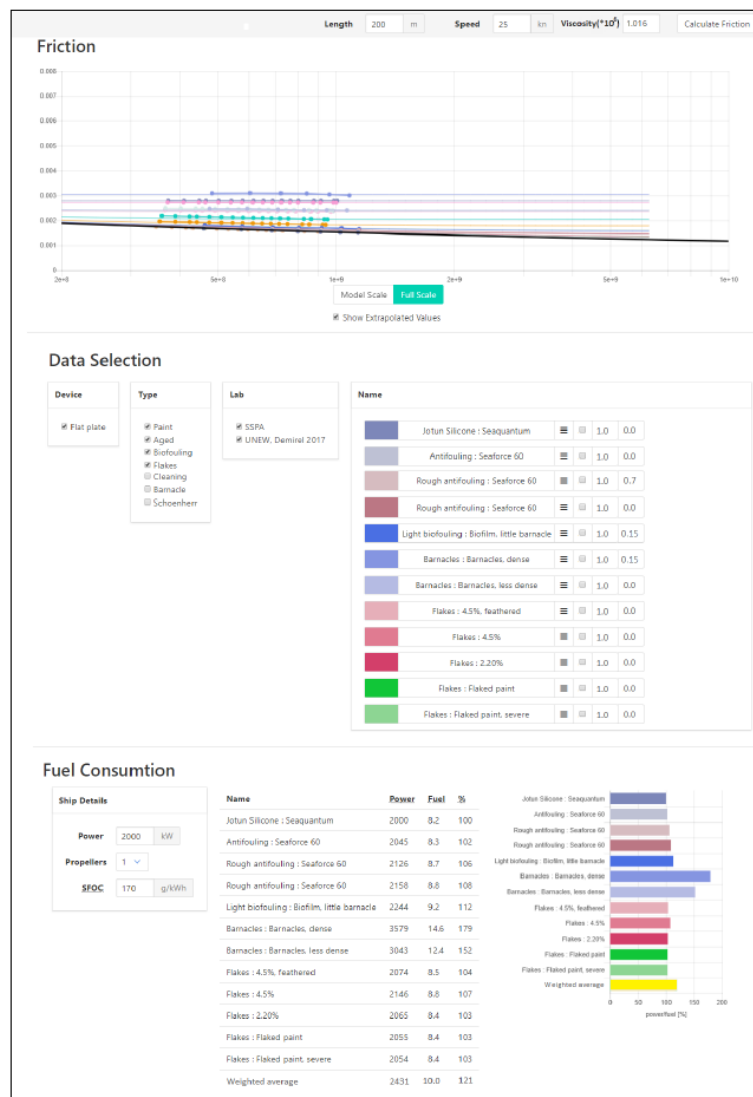 Length 200 m Speed 25 kn Viscosity(*10⁶) 1.016 Calculate Friction
Friction
0.008
0.007
0.006
0.005
0.004
0.003
0.002
0.001
0
2e+8 5e+8 1e+9 2e+9 5e+9 1e+10
Model Scale Full Scale
Show Extrapolated Values
Data Selection
Device Type Lab Name
Flat plate
Paint
Aged
Biofouling
Flakes
Cleaning
Barnacle
Schoenherr
SSPA
UNEW, Demirel 2017
Jotun Silicone : Seaquantum 1.0 0.0
Antifouling : Seaforce 60 1.0 0.0
Rough antifouling : Seaforce 60 1.0 0.7
Rough antifouling : Seaforce 60 1.0 0.0
Light biofouling : Biofilm, little barnacle 1.0 0.15
Barnacles : Barnacles, dense 1.0 0.15
Barnacles : Barnacles, less dense 1.0 0.0
Flakes : 4.5%, feathered 1.0 0.0
Flakes : 4.5% 1.0 0.0
Flakes : 2.20% 1.0 0.0
Flakes : Flaked paint 1.0 0.0
Flakes : Flaked paint, severe 1.0 0.0
Fuel Consumtion
Ship Details
Power 2000 kW
Propellers 1
SFOC 170 g/kWh
Name Power Fuel %
Jotun Silicone : Seaquantum 2000 8.2 100
Antifouling : Seaforce 60 2045 8.3 102
Rough antifouling : Seaforce 60 2126 8.7 106
Rough antifouling : Seaforce 60 2158 8.8 108
Light biofouling : Biofilm, little barnacle 2244 9.2 112
Barnacles : Barnacles, dense 3579 14.6 179
Barnacles : Barnacles, less dense 3043 12.4 152
Flakes : 4.5%, feathered 2074 8.5 104
Flakes : 4.5% 2146 8.8 107
Flakes : 2.20% 2065 8.4 103
Flakes : Flaked paint 2055 8.4 103
Flakes : Flaked paint, severe 2054 8.4 103
Weighted average 2431 10.0 121
Jotun Silicone : Seaquantum
Antifouling : Seaforce 60
Rough antifouling : Seaforce 60
Rough antifouling : Seaforce 60
Light biofouling : Biofilm, little barnacle
Barnacles : Barnacles, dense
Barnacles : Barnacles, less dense
Flakes : 4.5%, feathered
Flakes : 4.5%
Flakes : 2.20%
Flakes : Flaked paint
Flakes : Flaked paint, severe
Weighted average
0 50 100 150 200
power/fuel [%]